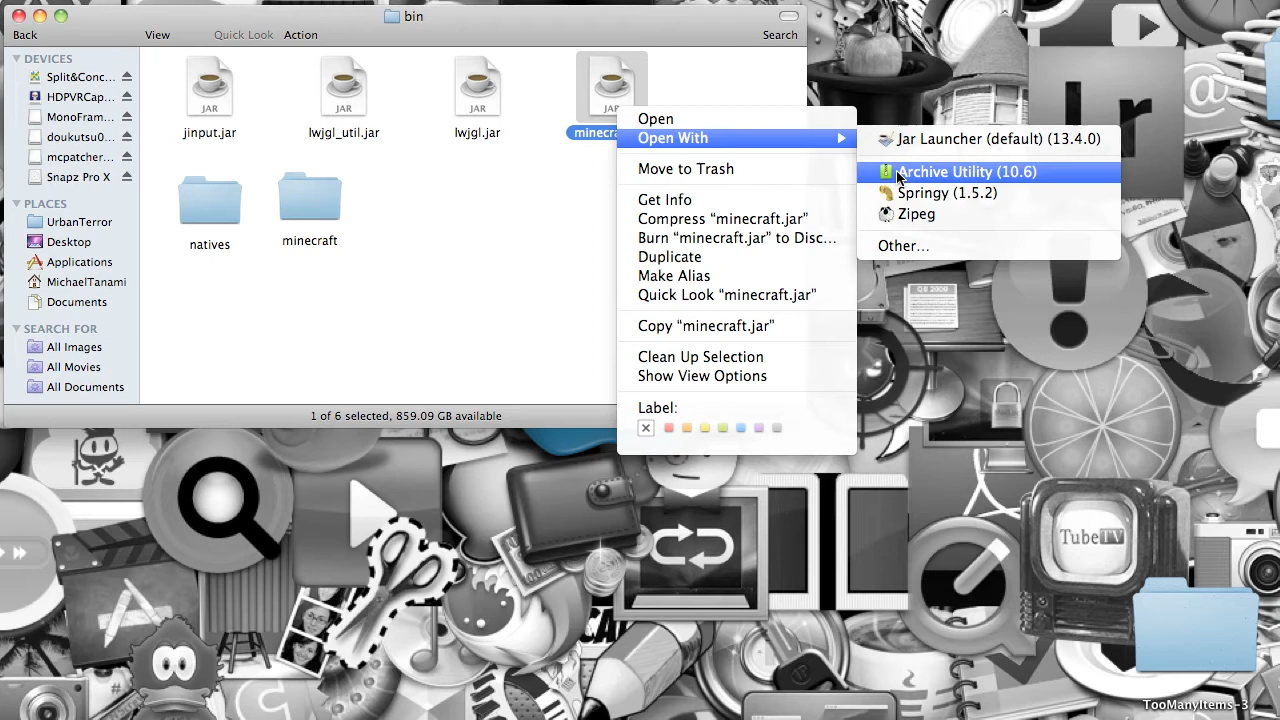 bin
Back
View
Quick Look
Action
Search
DEVICES
Split&Conc...
HDPVRCap...
MonoFram...
doukutsu0...
mcpatcher...
Snapz Pro X
PLACES
UrbanTerror
Desktop
Applications
MichaelTanami
Documents
SEARCH FOR
All Images
All Movies
All Documents
JAR
JAR
JAR
JAR
jinput.jar
lwjgl_util.jar
lwjgl.jar
minecra
natives
minecraft
1 of 6 selected, 859.09 GB available
Open
Open With
Move to Trash
Get Info
Compress “minecraft.jar”
Burn “minecraft.jar” to Disc...
Duplicate
Make Alias
Quick Look “minecraft.jar”
Copy “minecraft.jar”
Clean Up Selection
Show View Options
Label:
Jar Launcher (default) (13.4.0)
Archive Utility (10.6)
Springy (1.5.2)
Zipeg
Other...
Lr
TubeTV
TooManyItems-3